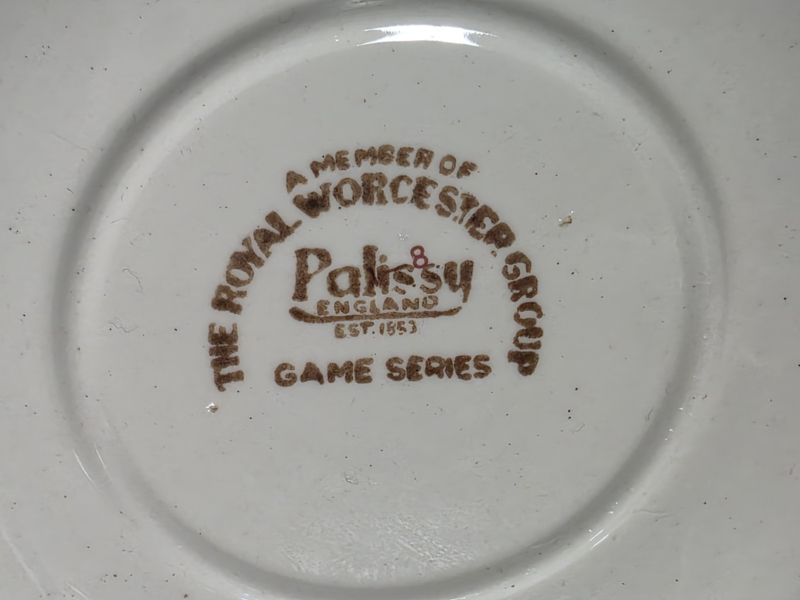 A MEMBER OF
THE ROYAL WORCESTER GROUP
Palissy
8
ENGLAND
EST. 1853
GAME SERIES